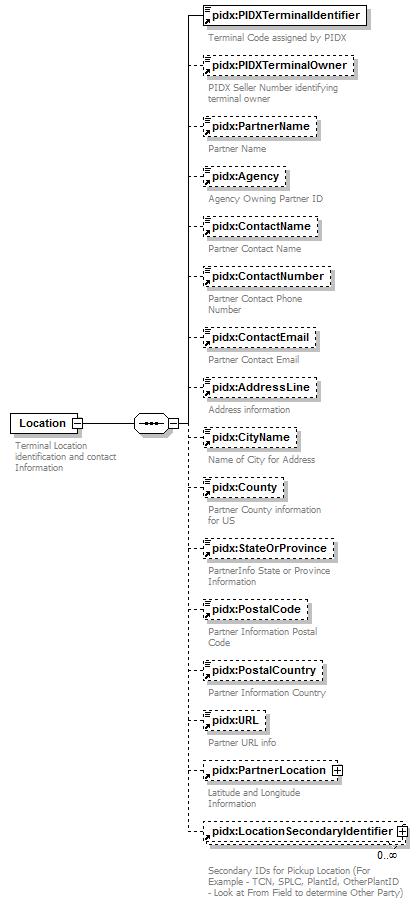 pidx:PIDXTerminalIdentifier
Terminal Code assigned by PIDX
pidx:PIDXTerminalOwner
PIDX Seller Number identifying
terminal owner
pidx:PartnerName
Partner Name
pidx:Agency
Agency Owning Partner ID
pidx:ContactName
Partner Contact Name
pidx:ContactNumber
Partner Contact Phone
Number
pidx:ContactEmail
Partner Contact Email
pidx:AddressLine
Address information
Location
Terminal Location
identification and contact
Information
pidx:CityName
Name of City for Address
pidx:County
Partner County information
for US
pidx:StateOrProvince
PartnerInfo State or Province
Information
pidx:PostalCode
Partner Information Postal
Code
pidx:PostalCountry
Partner Information Country
pidx:URL
Partner URL info
pidx:PartnerLocation
Latitude and Longitude
Information
pidx:LocationSecondaryIdentifier
0..∞
Secondary IDs for Pickup Location (For
Example - TCN, SPLC, PlantId, OtherPlantID
- Look at From Field to determine Other Party)